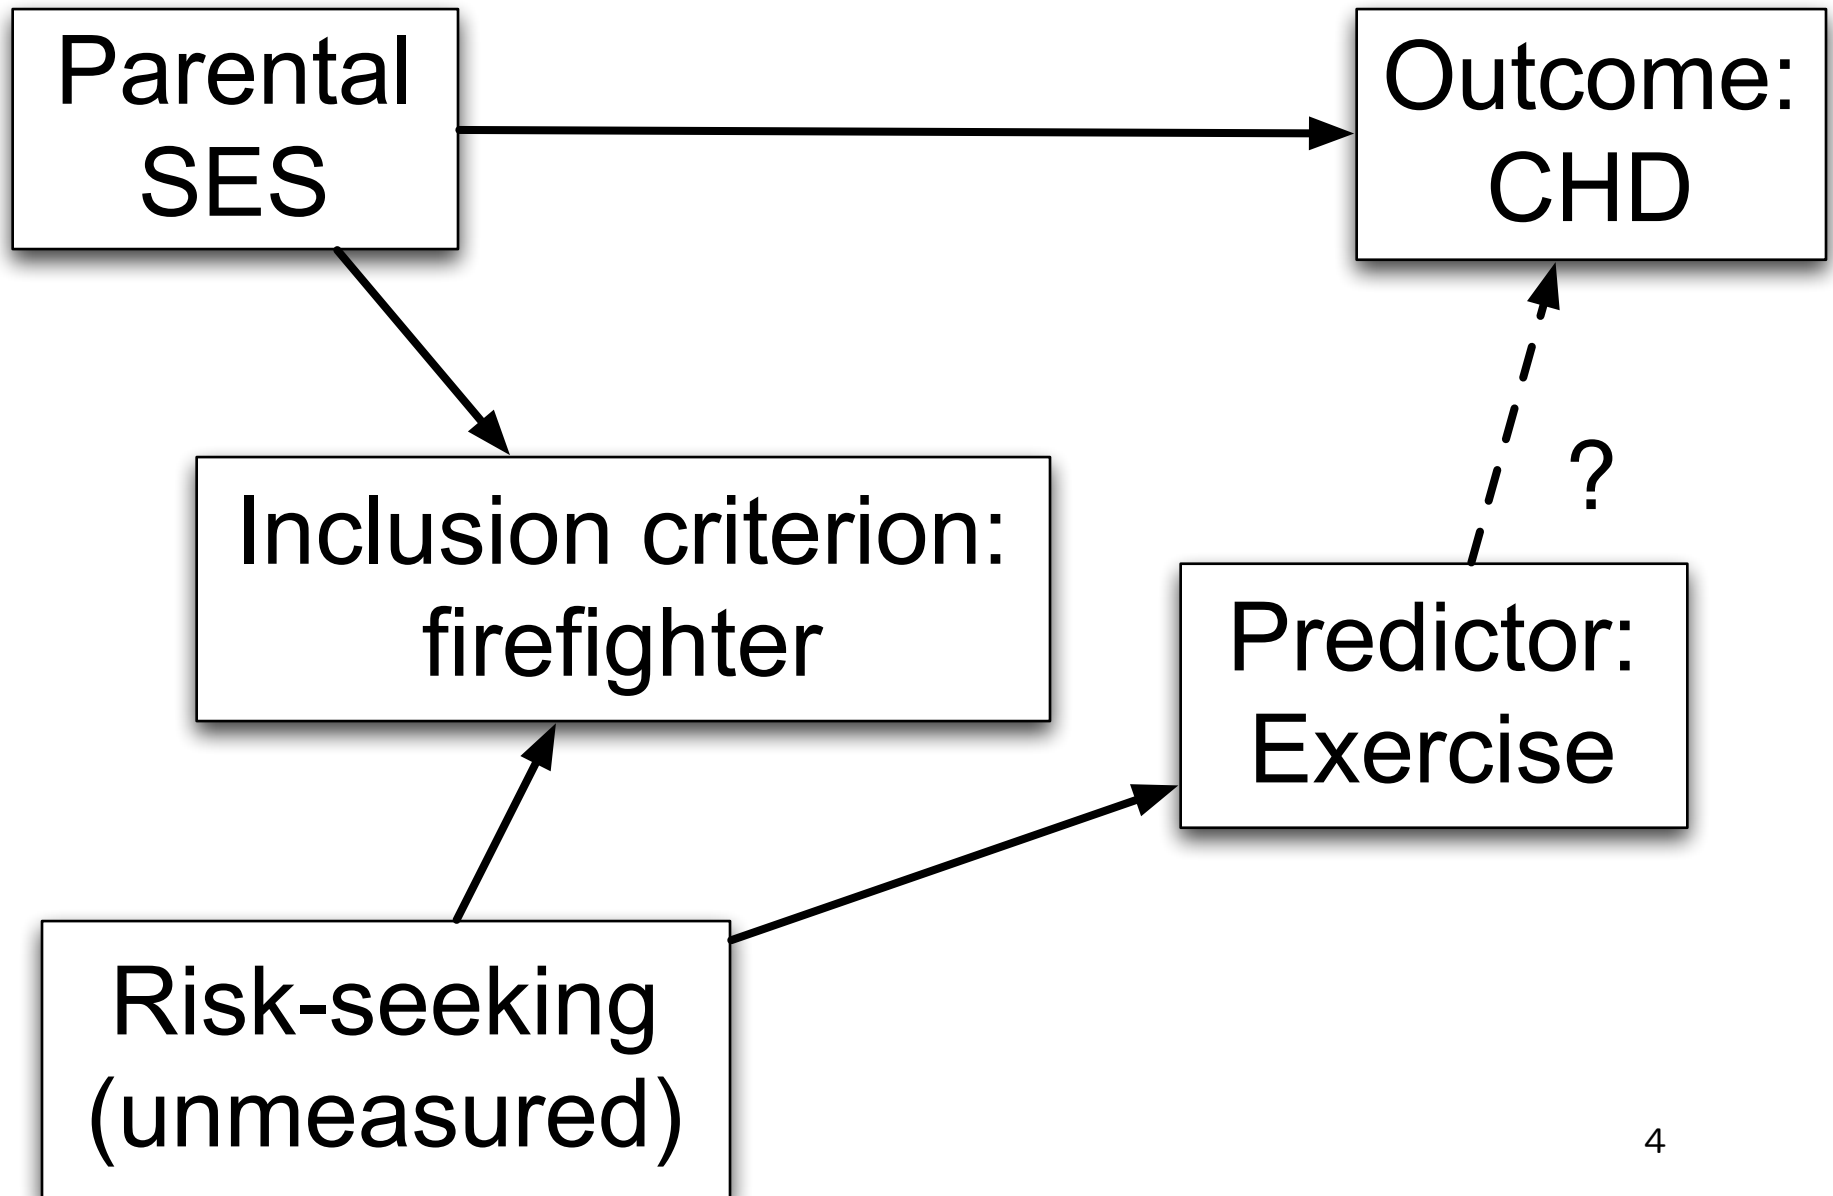 Parental
SES
Outcome:
CHD
Inclusion criterion:
firefighter
?
Predictor:
Exercise
Risk-seeking
(unmeasured)
4